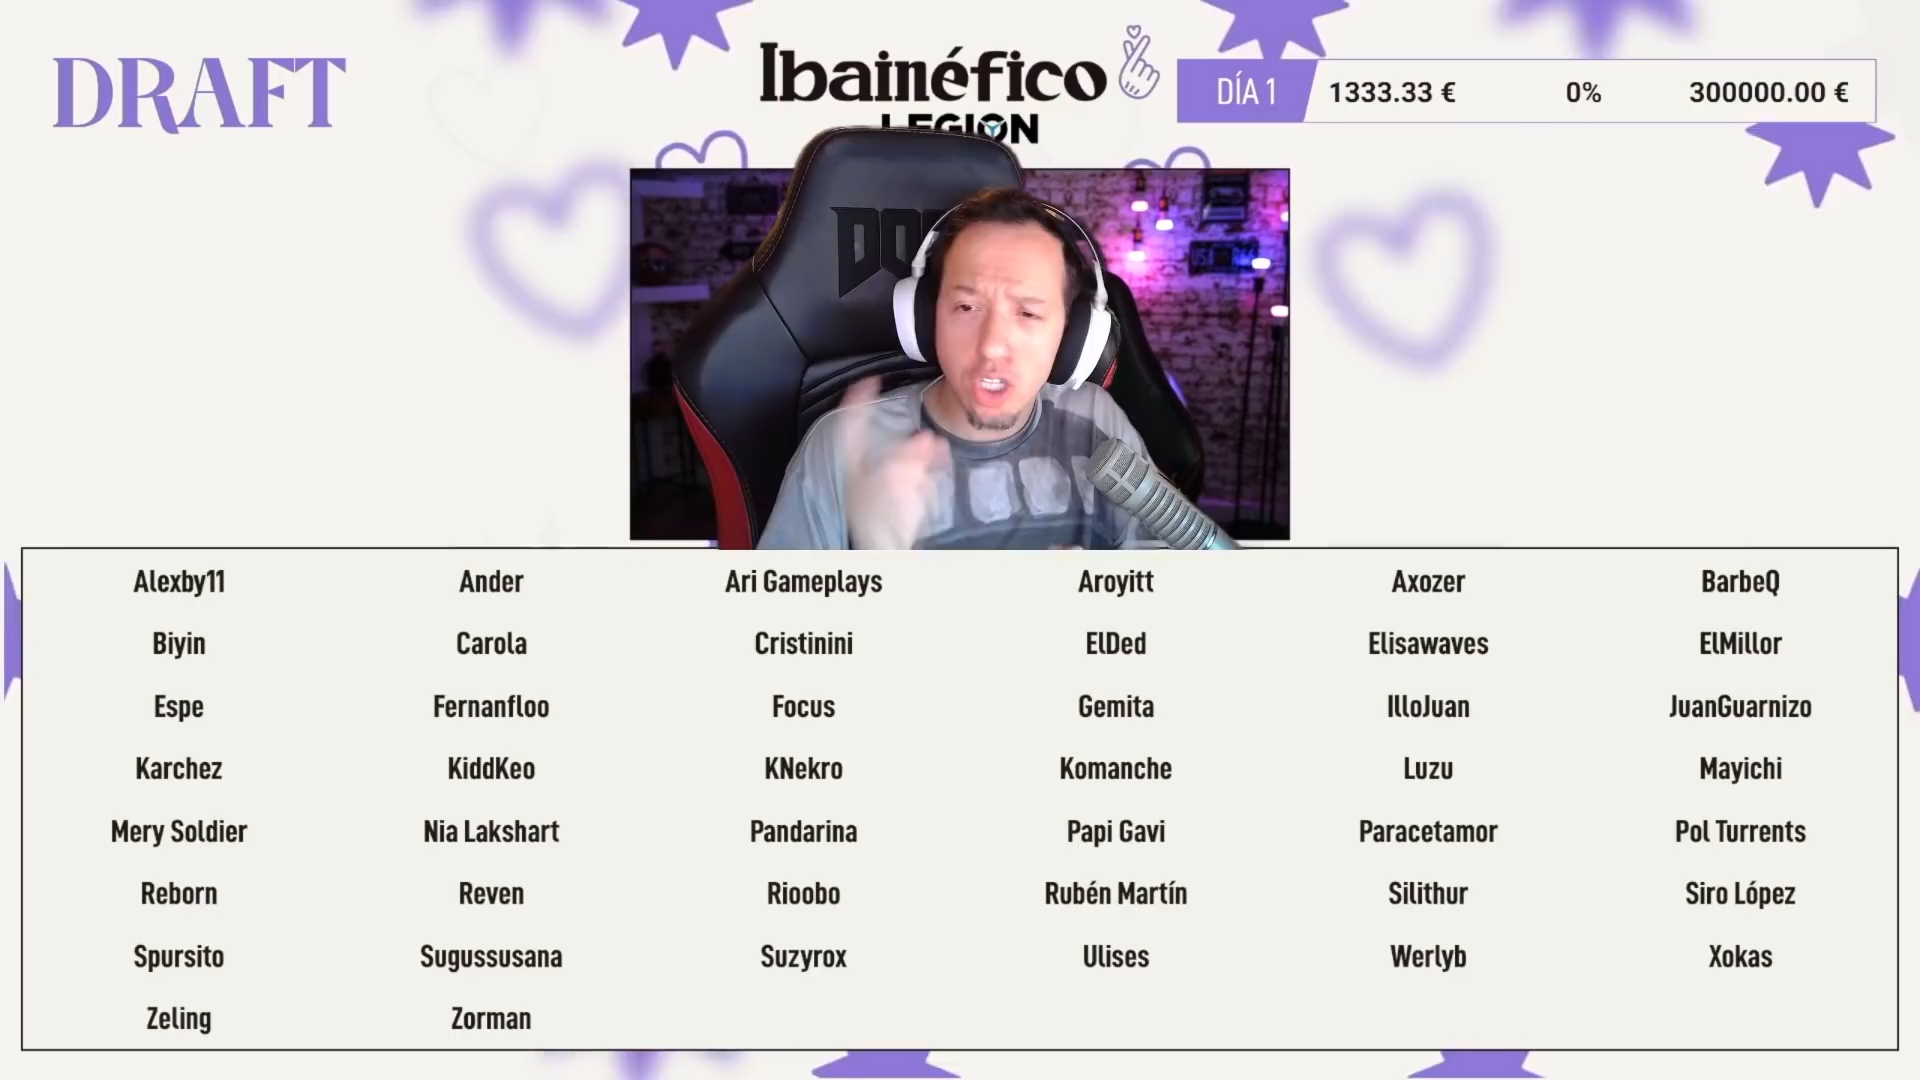 DRAFT
Ibainéfico
LEGION
DÍA 1 1333.33 € 0% 300000.00 €
Alexby11 Ander Ari Gameplays Aroyitt Axozer BarbeQ
Biyin Carola Cristinini ElDed Elisawaves ElMillor
Espe Fernanfloo Focus Gemita IlloJuan JuanGuarnizo
Karchez KiddKeo KNekro Komanche Luzu Mayichi
Mery Soldier Nia Lakshart Pandarina Papi Gavi Paracetamor Pol Turrents
Reborn Reven Rioobo Rubén Martín Silithur Siro López
Spursito Sugussusana Suzyrox Ulises Werlyb Xokas
Zeling Zorman